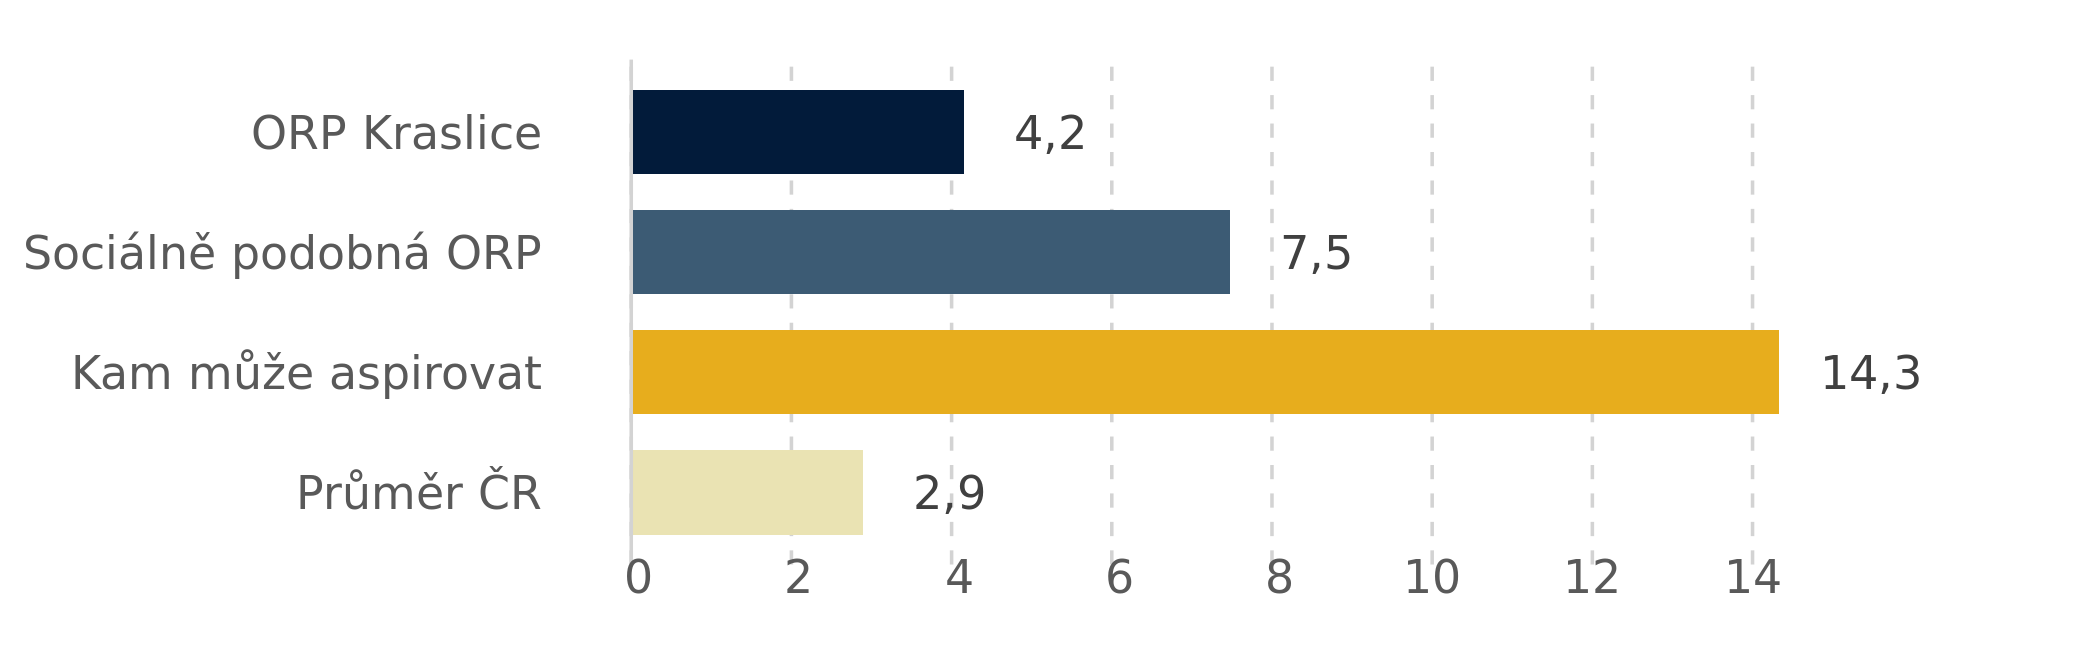 ORP Kraslice 4,2
Sociálně podobná ORP 7,5
Kam může aspirovat 14,3
Průměr ČR 2,9
0 2 4 6 8 10 12 14